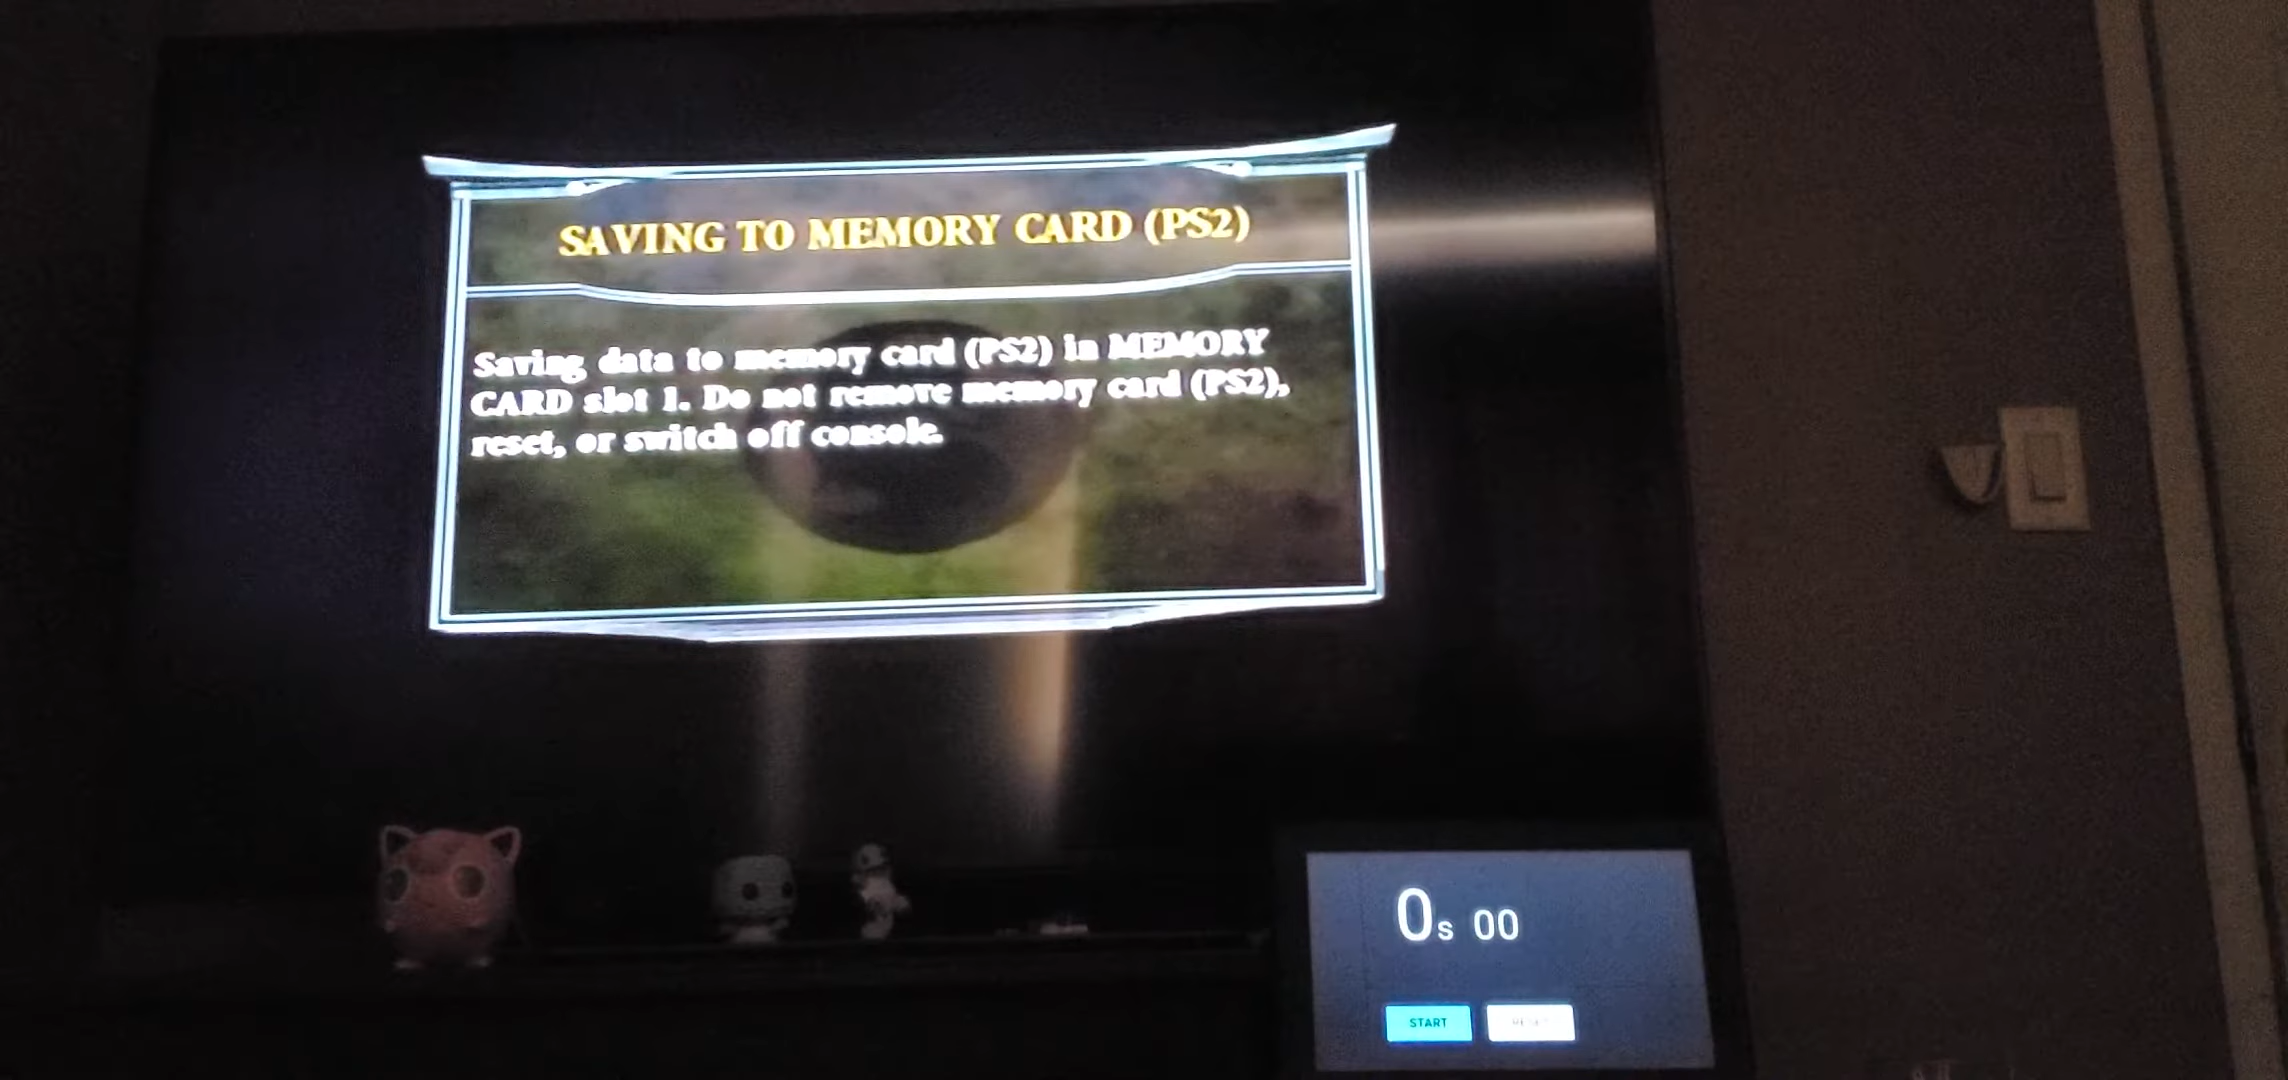 SAVING TO MEMORY CARD (PS2)
Saving data to memory card (PS2) in MEMORY
CARD slot 1. Do not remove memory card (PS2),
reset, or switch off console.
0s 00
START
RESET